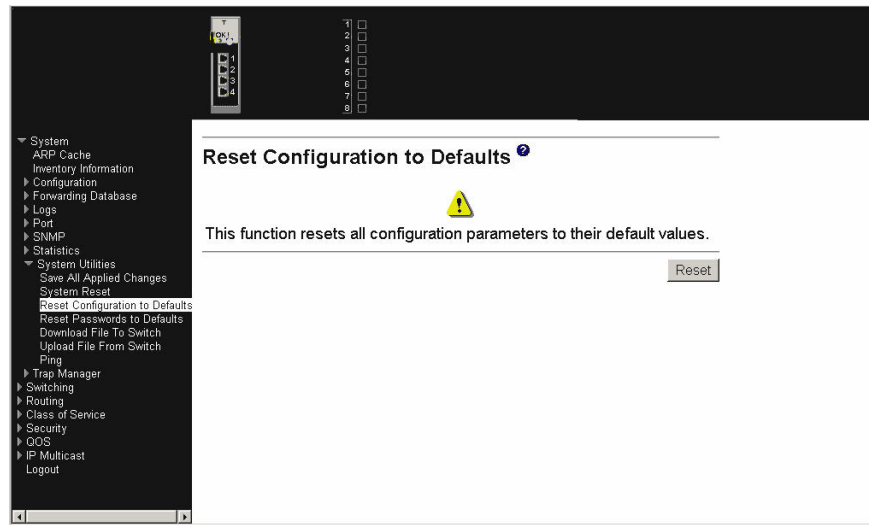 OK!
1
2
3
4
1
2
3
4
5
6
7
8
System
ARP Cache
Inventory Information
Configuration
Forwarding Database
Logs
Port
SNMP
Statistics
System Utilities
Save All Applied Changes
System Reset
Reset Configuration to Defaults
Reset Passwords to Defaults
Download File To Switch
Upload File From Switch
Ping
Trap Manager
Switching
Routing
Class of Service
Security
QOS
IP Multicast
Logout
Reset Configuration to Defaults ?
This function resets all configuration parameters to their default values.
Reset